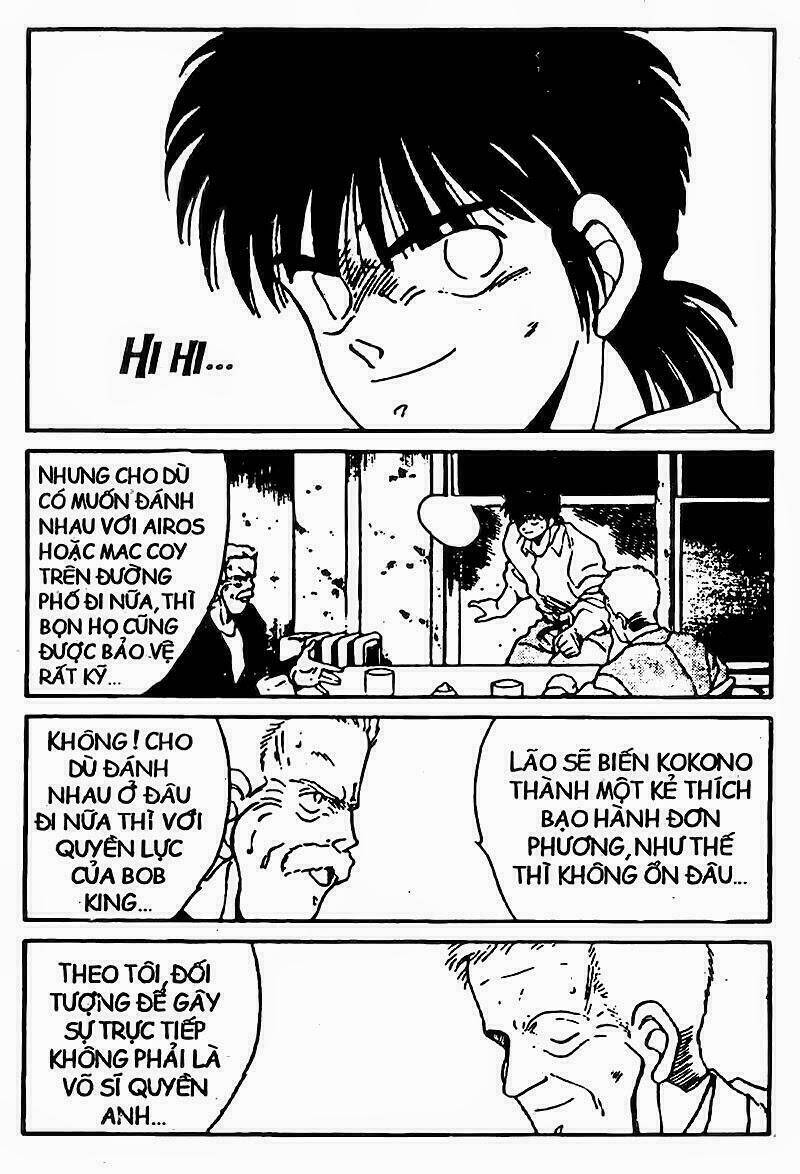 HI HI...
NHƯNG CHO DÙ
CÓ MUỐN ĐÁNH
NHAU VỚI AIROS
HOẶC MAC COY
TRÊN ĐƯỜNG
PHỐ ĐI NỮA, THÌ
BỌN HỌ CŨNG
ĐƯỢC BẢO VỆ
RẤT KỸ...
KHÔNG! CHO
DÙ ĐÁNH
NHAU Ở ĐÂU
ĐI NỮA THÌ VỚI
QUYỀN LỰC
CỦA BOB
KING...
LÃO SẼ BIẾN KOKONO
THÀNH MỘT KẺ THÍCH
BẠO HÀNH ĐƠN
PHƯƠNG, NHƯ THẾ
THÌ KHÔNG ỔN ĐÂU...
THEO TÔI, ĐỐI
TƯỢNG ĐỂ GÂY
SỰ TRỰC TIẾP
KHÔNG PHẢI LÀ
VÕ SĨ QUYỀN
ANH...